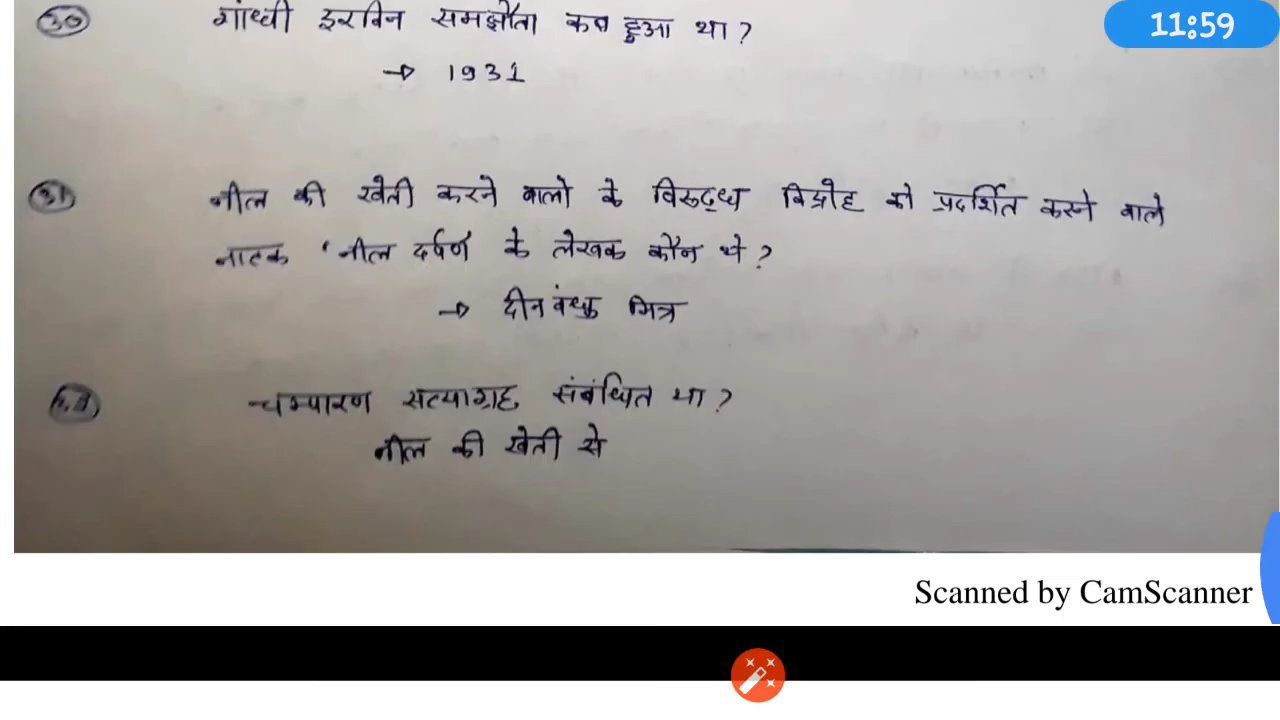 30 गांधी इरविन समझौता कब हुआ था?
→ 1931
31 नील की खेती करने वालो के विरुद्ध विद्रोह को प्रदर्शित करने वाले
नाटक 'नील दर्पण के लेखक कौन थे?
→ दीनबंधु मित्र
चम्पारण सत्याग्रह संबंधित था?
नील की खेती से
11:59
Scanned by CamScanner